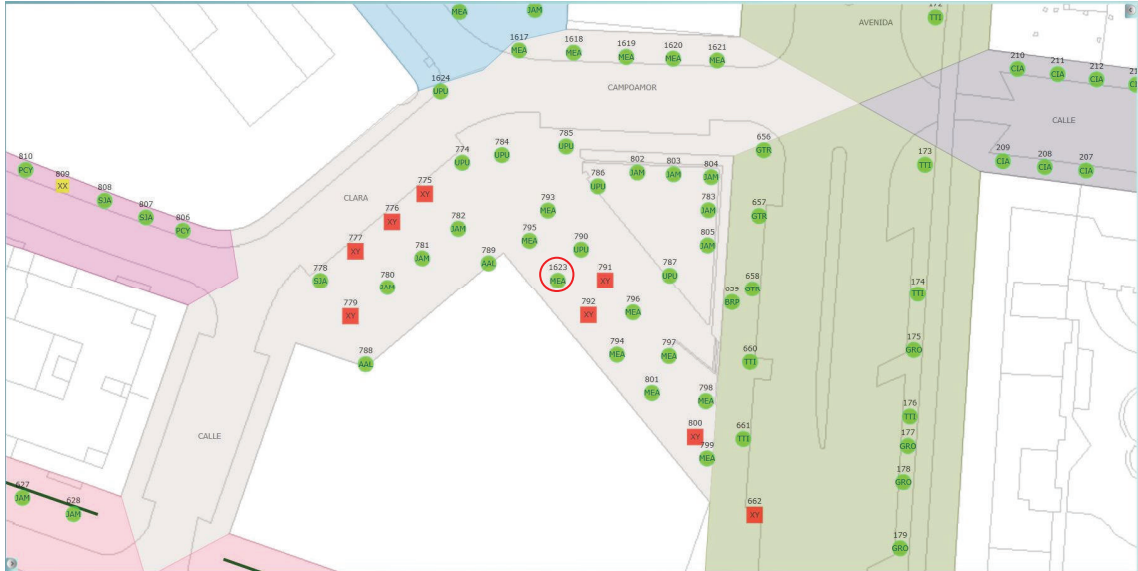 MEA
JAM
172
TTI
AVENIDA
1617
MEA
1618
MEA
1619
MEA
1620
MEA
1621
MEA
210
CIA
211
CIA
212
CIA
1624
UPU
CAMPOAMOR
CALLE
785
UPU
784
UPU
774
UPU
656
GTR
173
TTI
209
CIA
208
CIA
207
CIA
810
PCY
809
XX
808
SJA
807
SJA
806
PCY
CLARA
775
XY
776
XY
777
XY
778
SJA
779
XY
780
JAM
781
JAM
782
JAM
789
AAL
788
AAL
786
UPU
802
JAM
803
JAM
804
JAM
783
JAM
805
JAM
793
MEA
795
MEA
790
UPU
1623
MEA
791
XY
792
XY
787
UPU
796
MEA
794
MEA
797
MEA
801
MEA
798
MEA
800
XY
799
MEA
657
GTR
658
GTR
659
BRP
660
TTI
661
TTI
662
XY
174
TTI
175
GRO
176
TTI
177
GRO
178
GRO
179
GRO
CALLE
627
JAM
628
JAM